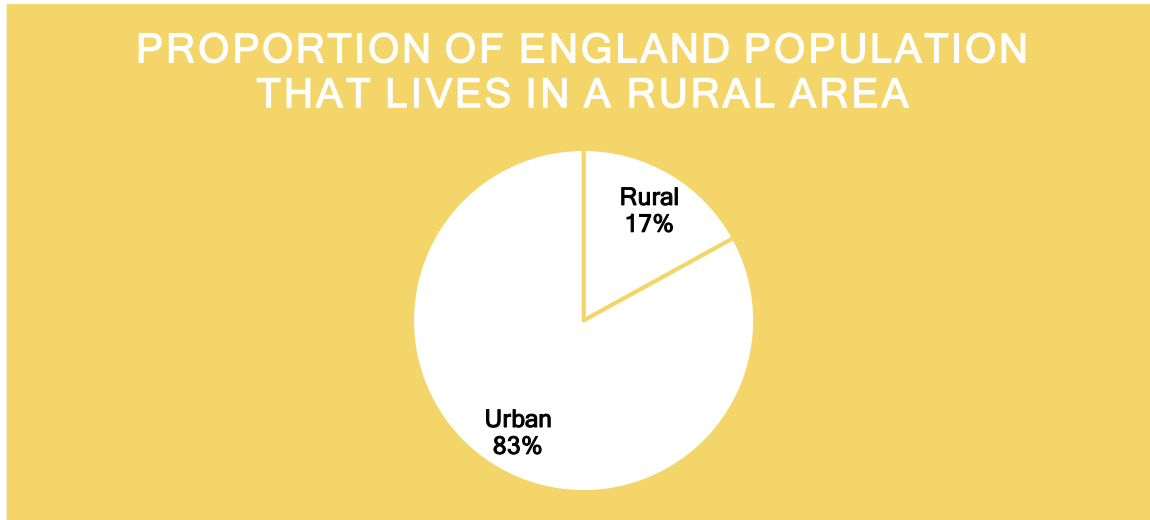 PROPORTION OF ENGLAND POPULATION
THAT LIVES IN A RURAL AREA
Rural
17%
Urban
83%